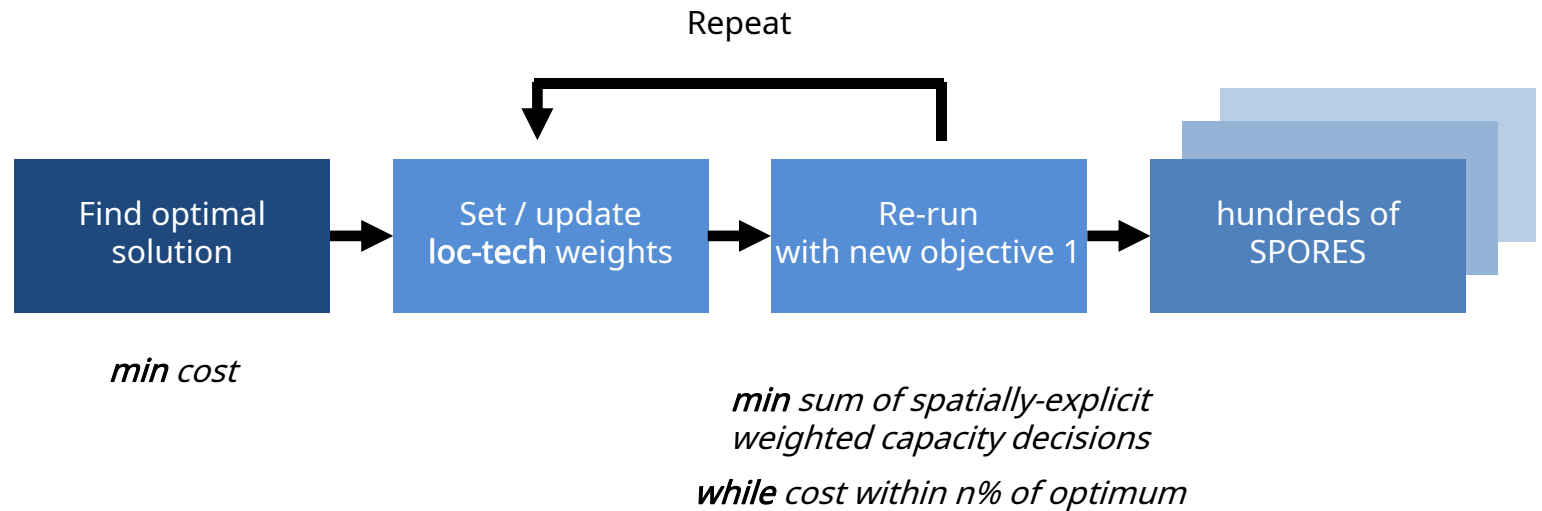 Repeat
Find optimal
solution
Set / update
loc-tech weights
Re-run
with new objective 1
hundreds of
SPORES
min cost
min sum of spatially-explicit
weighted capacity decisions
while cost within n% of optimum